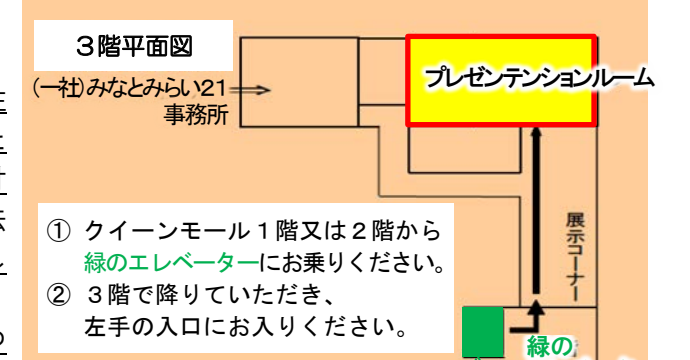 3階平面図
(一社)みなとみらい21
事務所
プレゼンテンションルーム
展示コーナー
① クイーンモール1階又は2階から
緑のエレベーターにお乗りください。
② 3階で降りていただき、
左手の入口にお入りください。
緑の